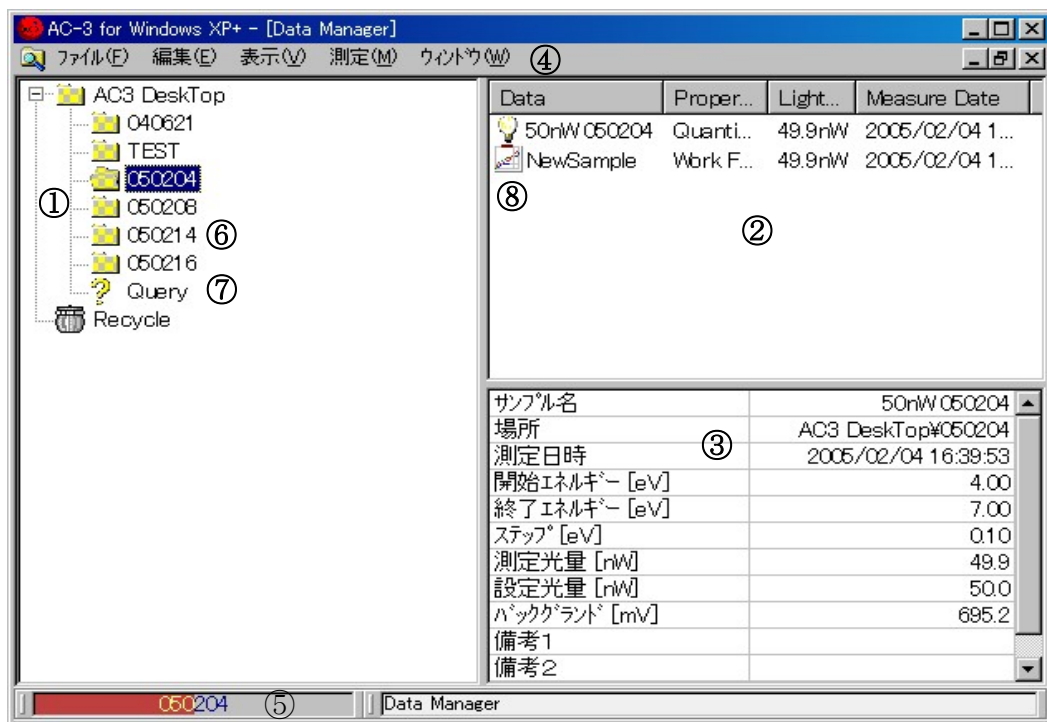 AC-3 for Windows XP+ - [Data Manager]
ファイル(F) 編集(E) 表示(V) 測定(M) ウィンドウ(W) ④
AC3 DeskTop
040621
TEST
050204
① 050208
050214 ⑥
050216
Query ⑦
Recycle
Data Proper... Light... Measure Date
50nW 050204 Quanti... 49.9nW 2005/02/04 1...
NewSample Work F... 49.9nW 2005/02/04 1...
⑧
②
サンプル名 50nW 050204
場所 AC3 DeskTop¥050204
③
測定日時 2005/02/04 16:39:53
開始エネルギー [eV] 4.00
終了エネルギー [eV] 7.00
ステップ [eV] 0.10
測定光量 [nW] 49.9
設定光量 [nW] 50.0
バックグランド [mV] 695.2
備考1
備考2
050204 ⑤ Data Manager